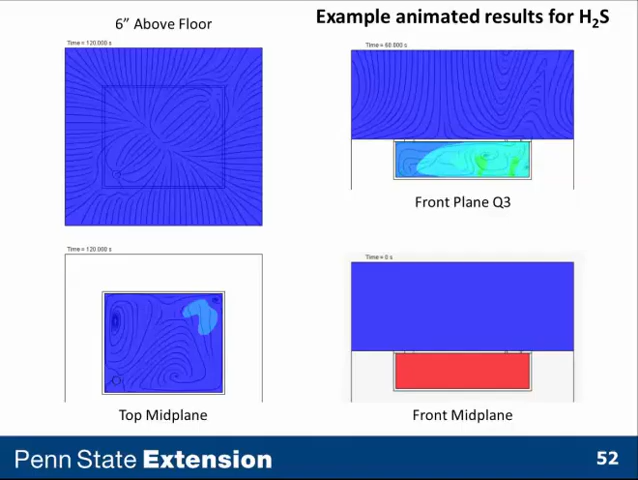 Example animated results for H₂S
6” Above Floor
Time = 120.000 s
Time = 60.000 s
Front Plane Q3
Time = 120.000 s
Time = 0 s
Top Midplane
Front Midplane
Penn State Extension
52